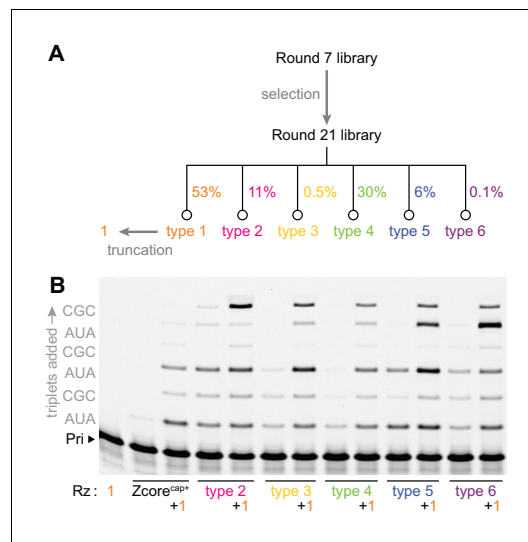 A
Round 7 library
selection
Round 21 library
53% 11% 0.5% 30% 6% 0.1%
1 type 1 type 2 type 3 type 4 type 5 type 6
truncation
B
triplets added
CGC
AUA
CGC
AUA
CGC
AUA
Pri
Rz: 1 Zcorecap+ type 2 type 3 type 4 type 5 type 6
+1 +1 +1 +1 +1 +1